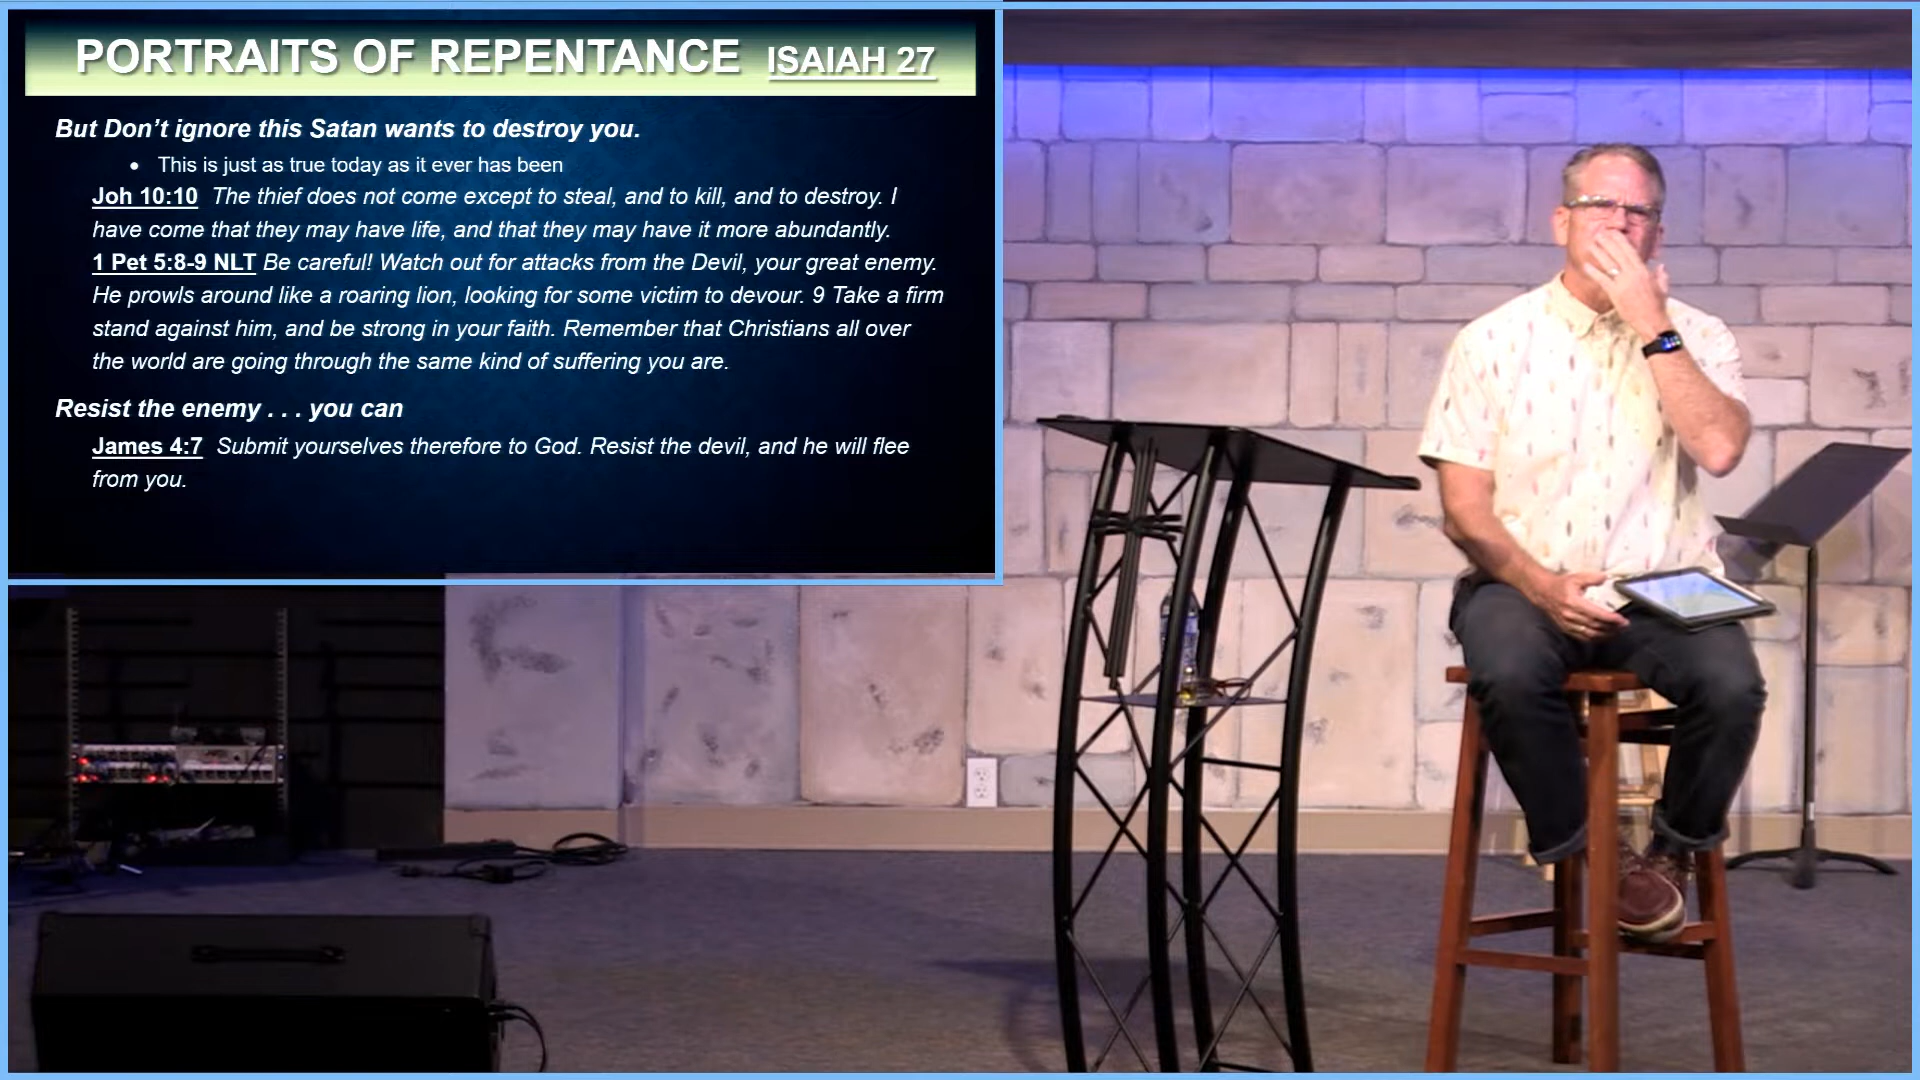 PORTRAITS OF REPENTANCE ISAIAH 27
But Don't ignore this Satan wants to destroy you.
• This is just as true today as it ever has been
Joh 10:10 The thief does not come except to steal, and to kill, and to destroy. I
have come that they may have life, and that they may have it more abundantly.
1 Pet 5:8-9 NLT Be careful! Watch out for attacks from the Devil, your great enemy.
He prowls around like a roaring lion, looking for some victim to devour. 9 Take a firm
stand against him, and be strong in your faith. Remember that Christians all over
the world are going through the same kind of suffering you are.
Resist the enemy . . . you can
James 4:7 Submit yourselves therefore to God. Resist the devil, and he will flee
from you.